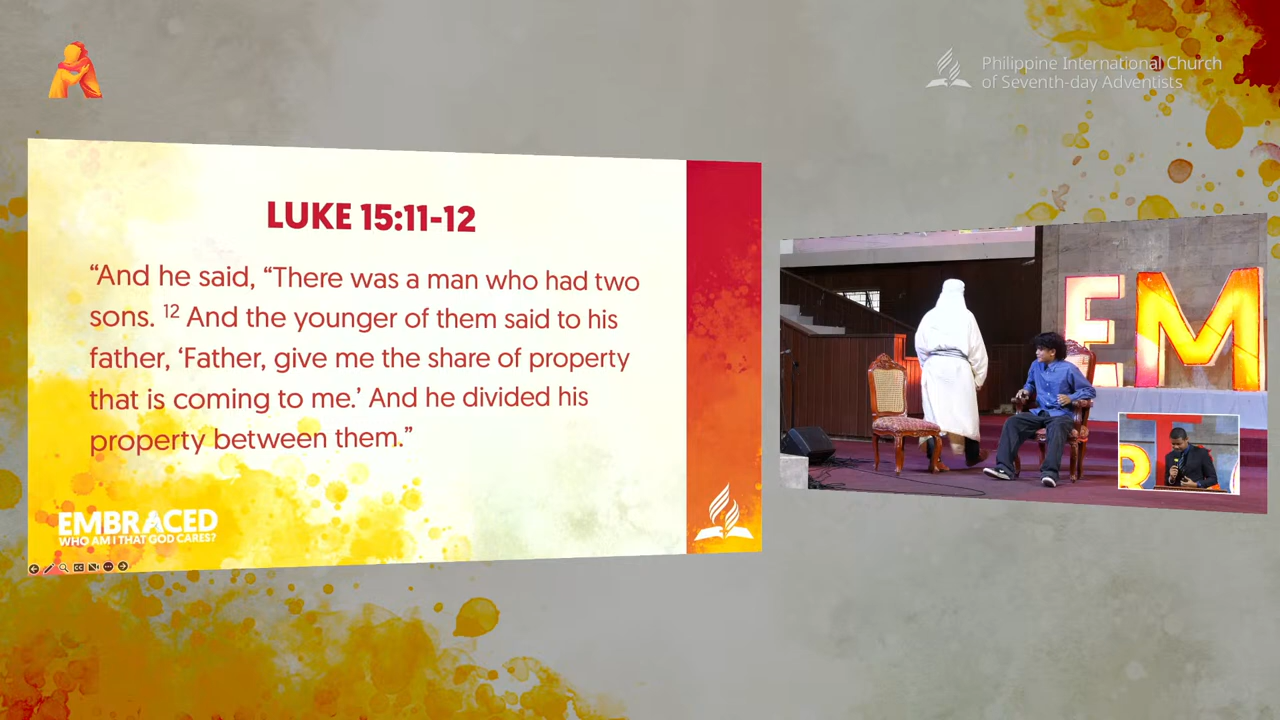 Philippine International Church
of Seventh-day Adventists
LUKE 15:11-12
“And he said, “There was a man who had two
sons. ¹² And the younger of them said to his
father, ‘Father, give me the share of property
that is coming to me.’ And he divided his
property between them.”
EMBRACED
WHO AM I THAT GOD CARES?
EM
R T